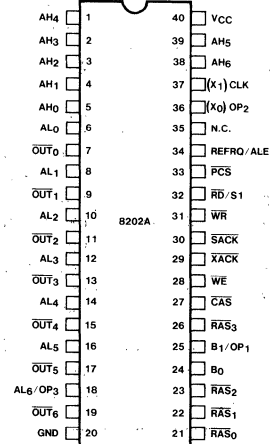 AH4 1 40 VCC
AH3 2 39 AH5
AH2 3 38 AH6
AH1 4 37 (X1) CLK
AH0 5 36 (X0) OP2
AL0 6 35 N.C.
OUT0 7 34 REFRQ/ALE
AL1 8 33 PCS
OUT1 9 32 RD/S1
AL2 10 31 WR
8202A
OUT2 11 30 SACK
AL3 12 29 XACK
OUT3 13 28 WE
AL4 14 27 CAS
OUT4 15 26 RAS3
AL5 16 25 B1/OP1
OUT5 17 24 B0
AL6/OP3 18 23 RAS2
OUT6 19 22 RAS1
GND 20 21 RAS0